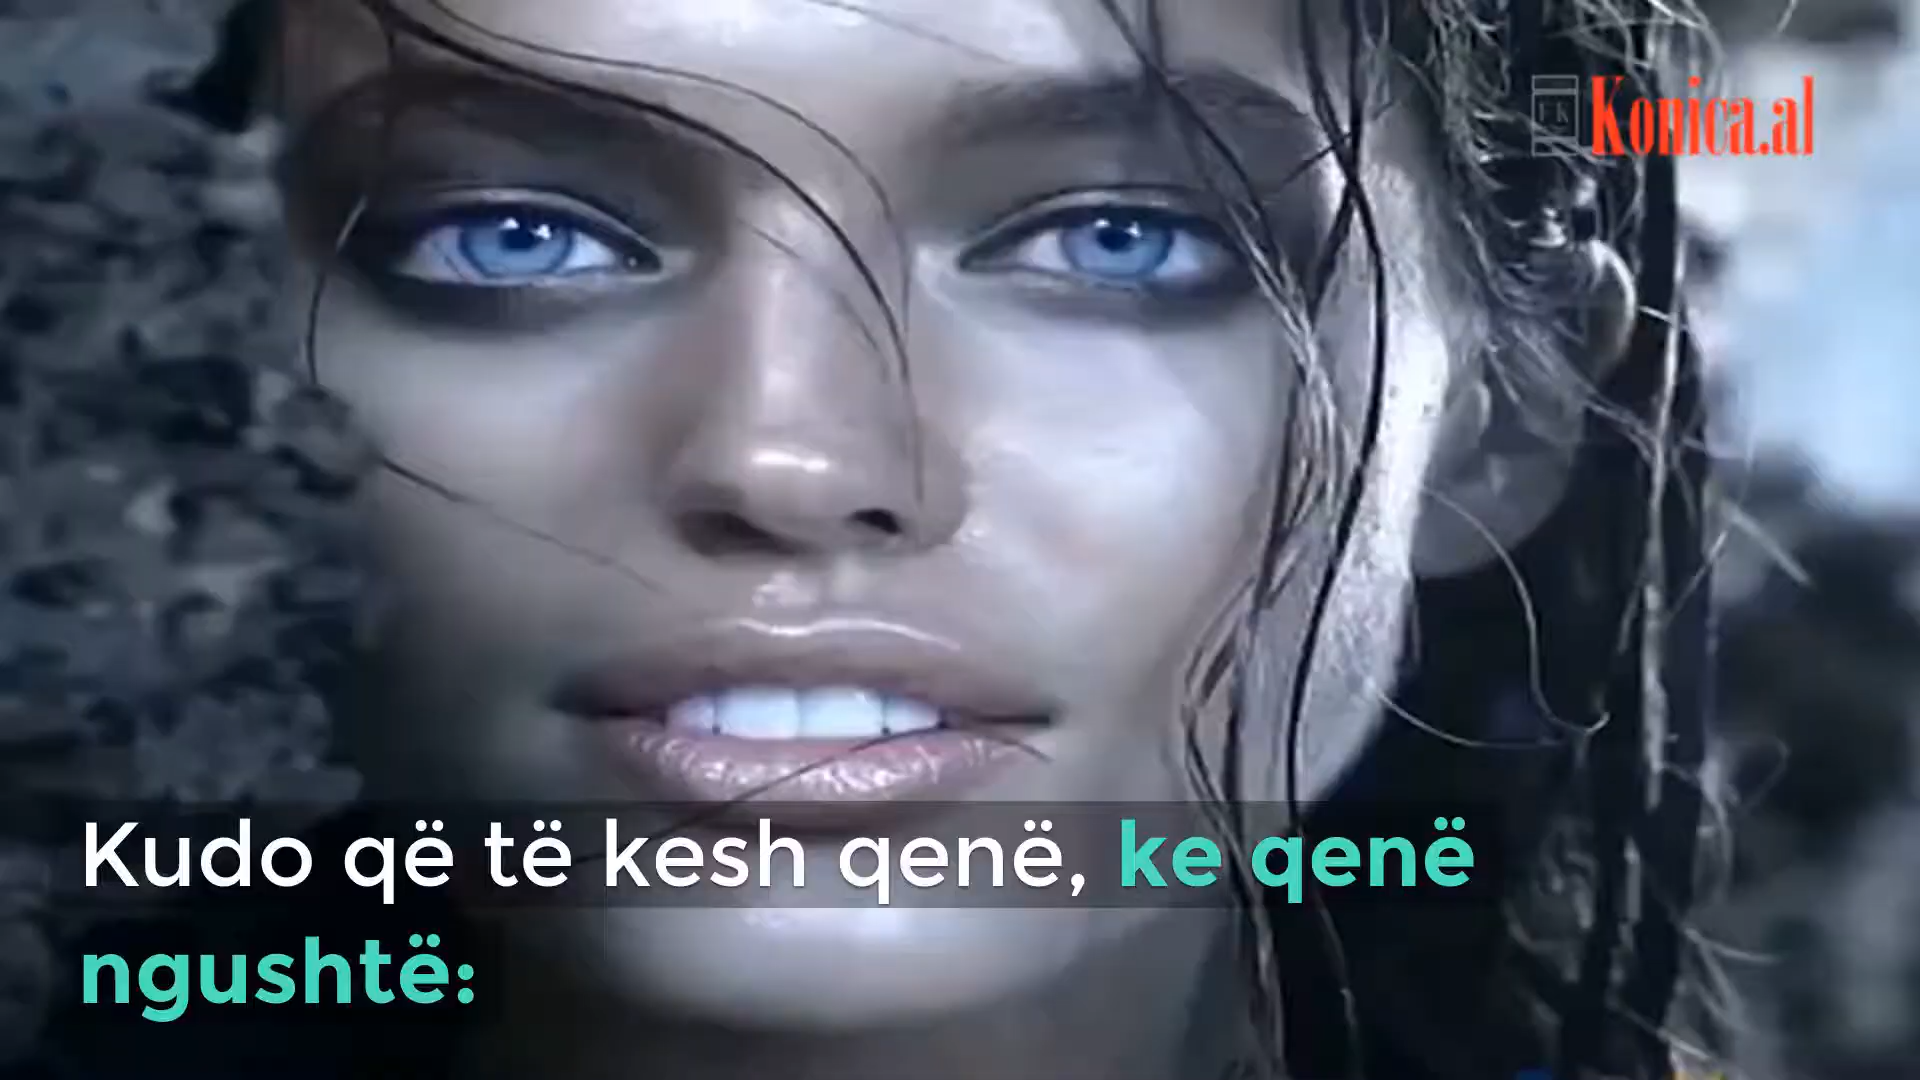 Konica.al
Kudo që të kesh qenë, ke qenë
ngushtë: